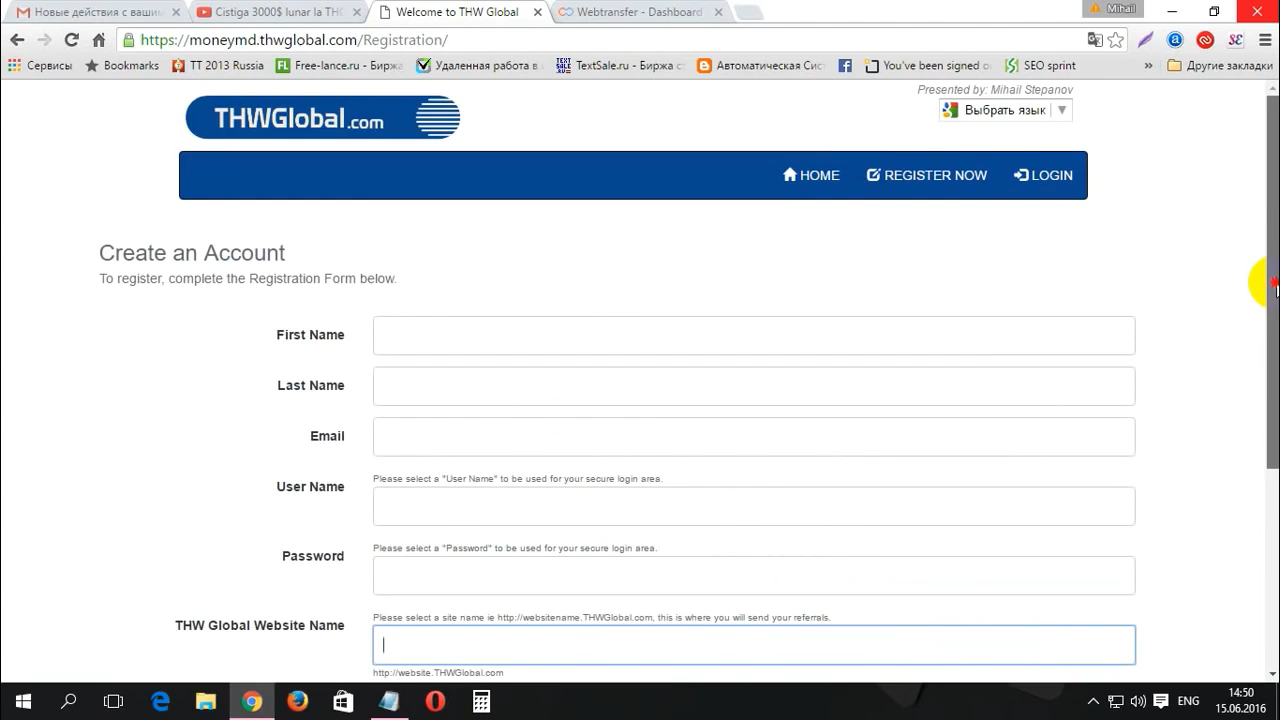 Новые действия с вашим
Cistiga 3000$ lunar la THW
Welcome to THW Global
Webtransfer - Dashboard
Mihail
https://moneymd.thwglobal.com/Registration/
Сервисы
Bookmarks
TT 2013 Russia
Free-lance.ru - Биржа
Удаленная работа в
TextSale.ru - Биржа с
Автоматическая Сис
You've been signed o
SEO sprint
»
Другие закладки
Presented by: Mihail Stepanov
THWGlobal.com
Выбрать язык
HOME
REGISTER NOW
LOGIN
Create an Account
To register, complete the Registration Form below.
First Name
Last Name
Email
Please select a "User Name" to be used for your secure login area.
User Name
Please select a "Password" to be used for your secure login area.
Password
Please select a site name ie http://websitename.THWGlobal.com, this is where you will send your referrals.
THW Global Website Name
http://website.THWGlobal.com
ENG
14:50
15.06.2016